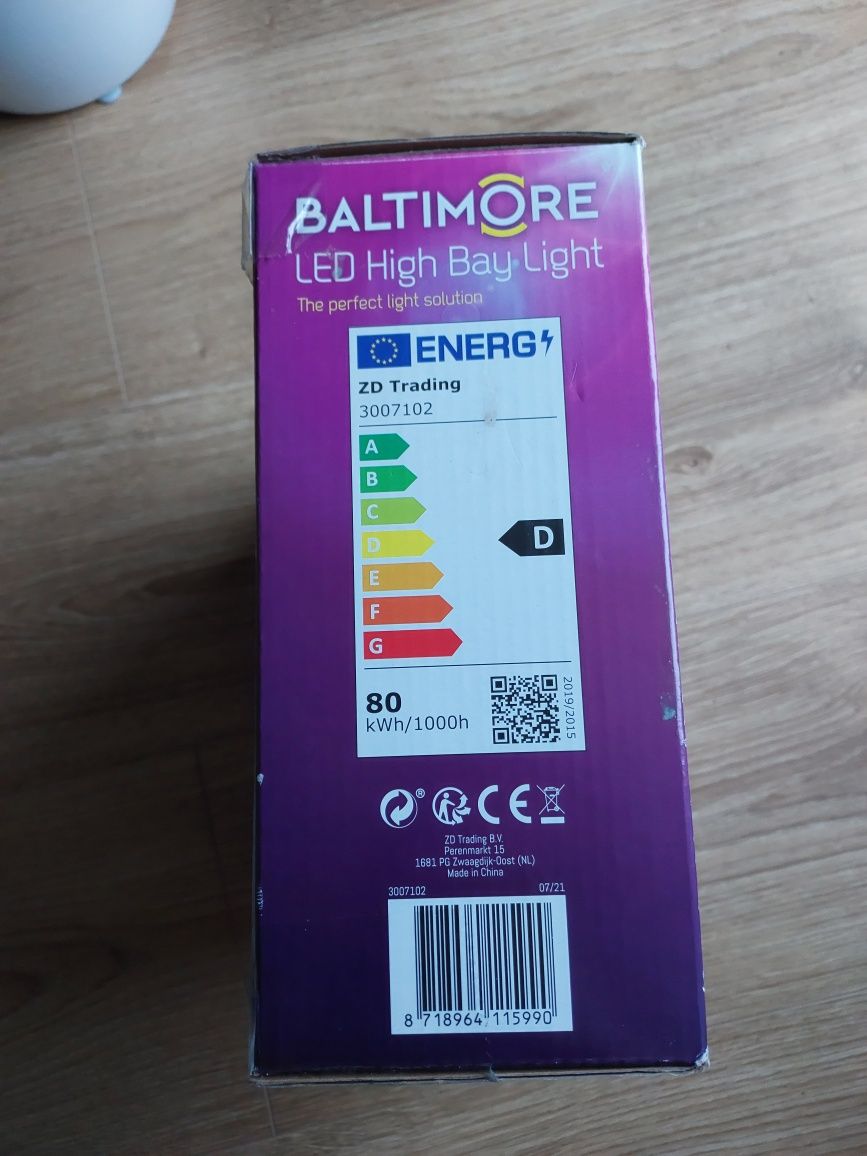 BALTIMORE
LED High Bay Light
The perfect light solution
ENERG
ZD Trading
3007102
A
B
C
D
D
E
F
G
80
kWh/1000h
2019/2015
CE
ZD Trading B.V.
Perenmarkt 15
1681 PG Zwaagdijk-Oost (NL)
Made in China
3007102 07/21
8 718964 115990